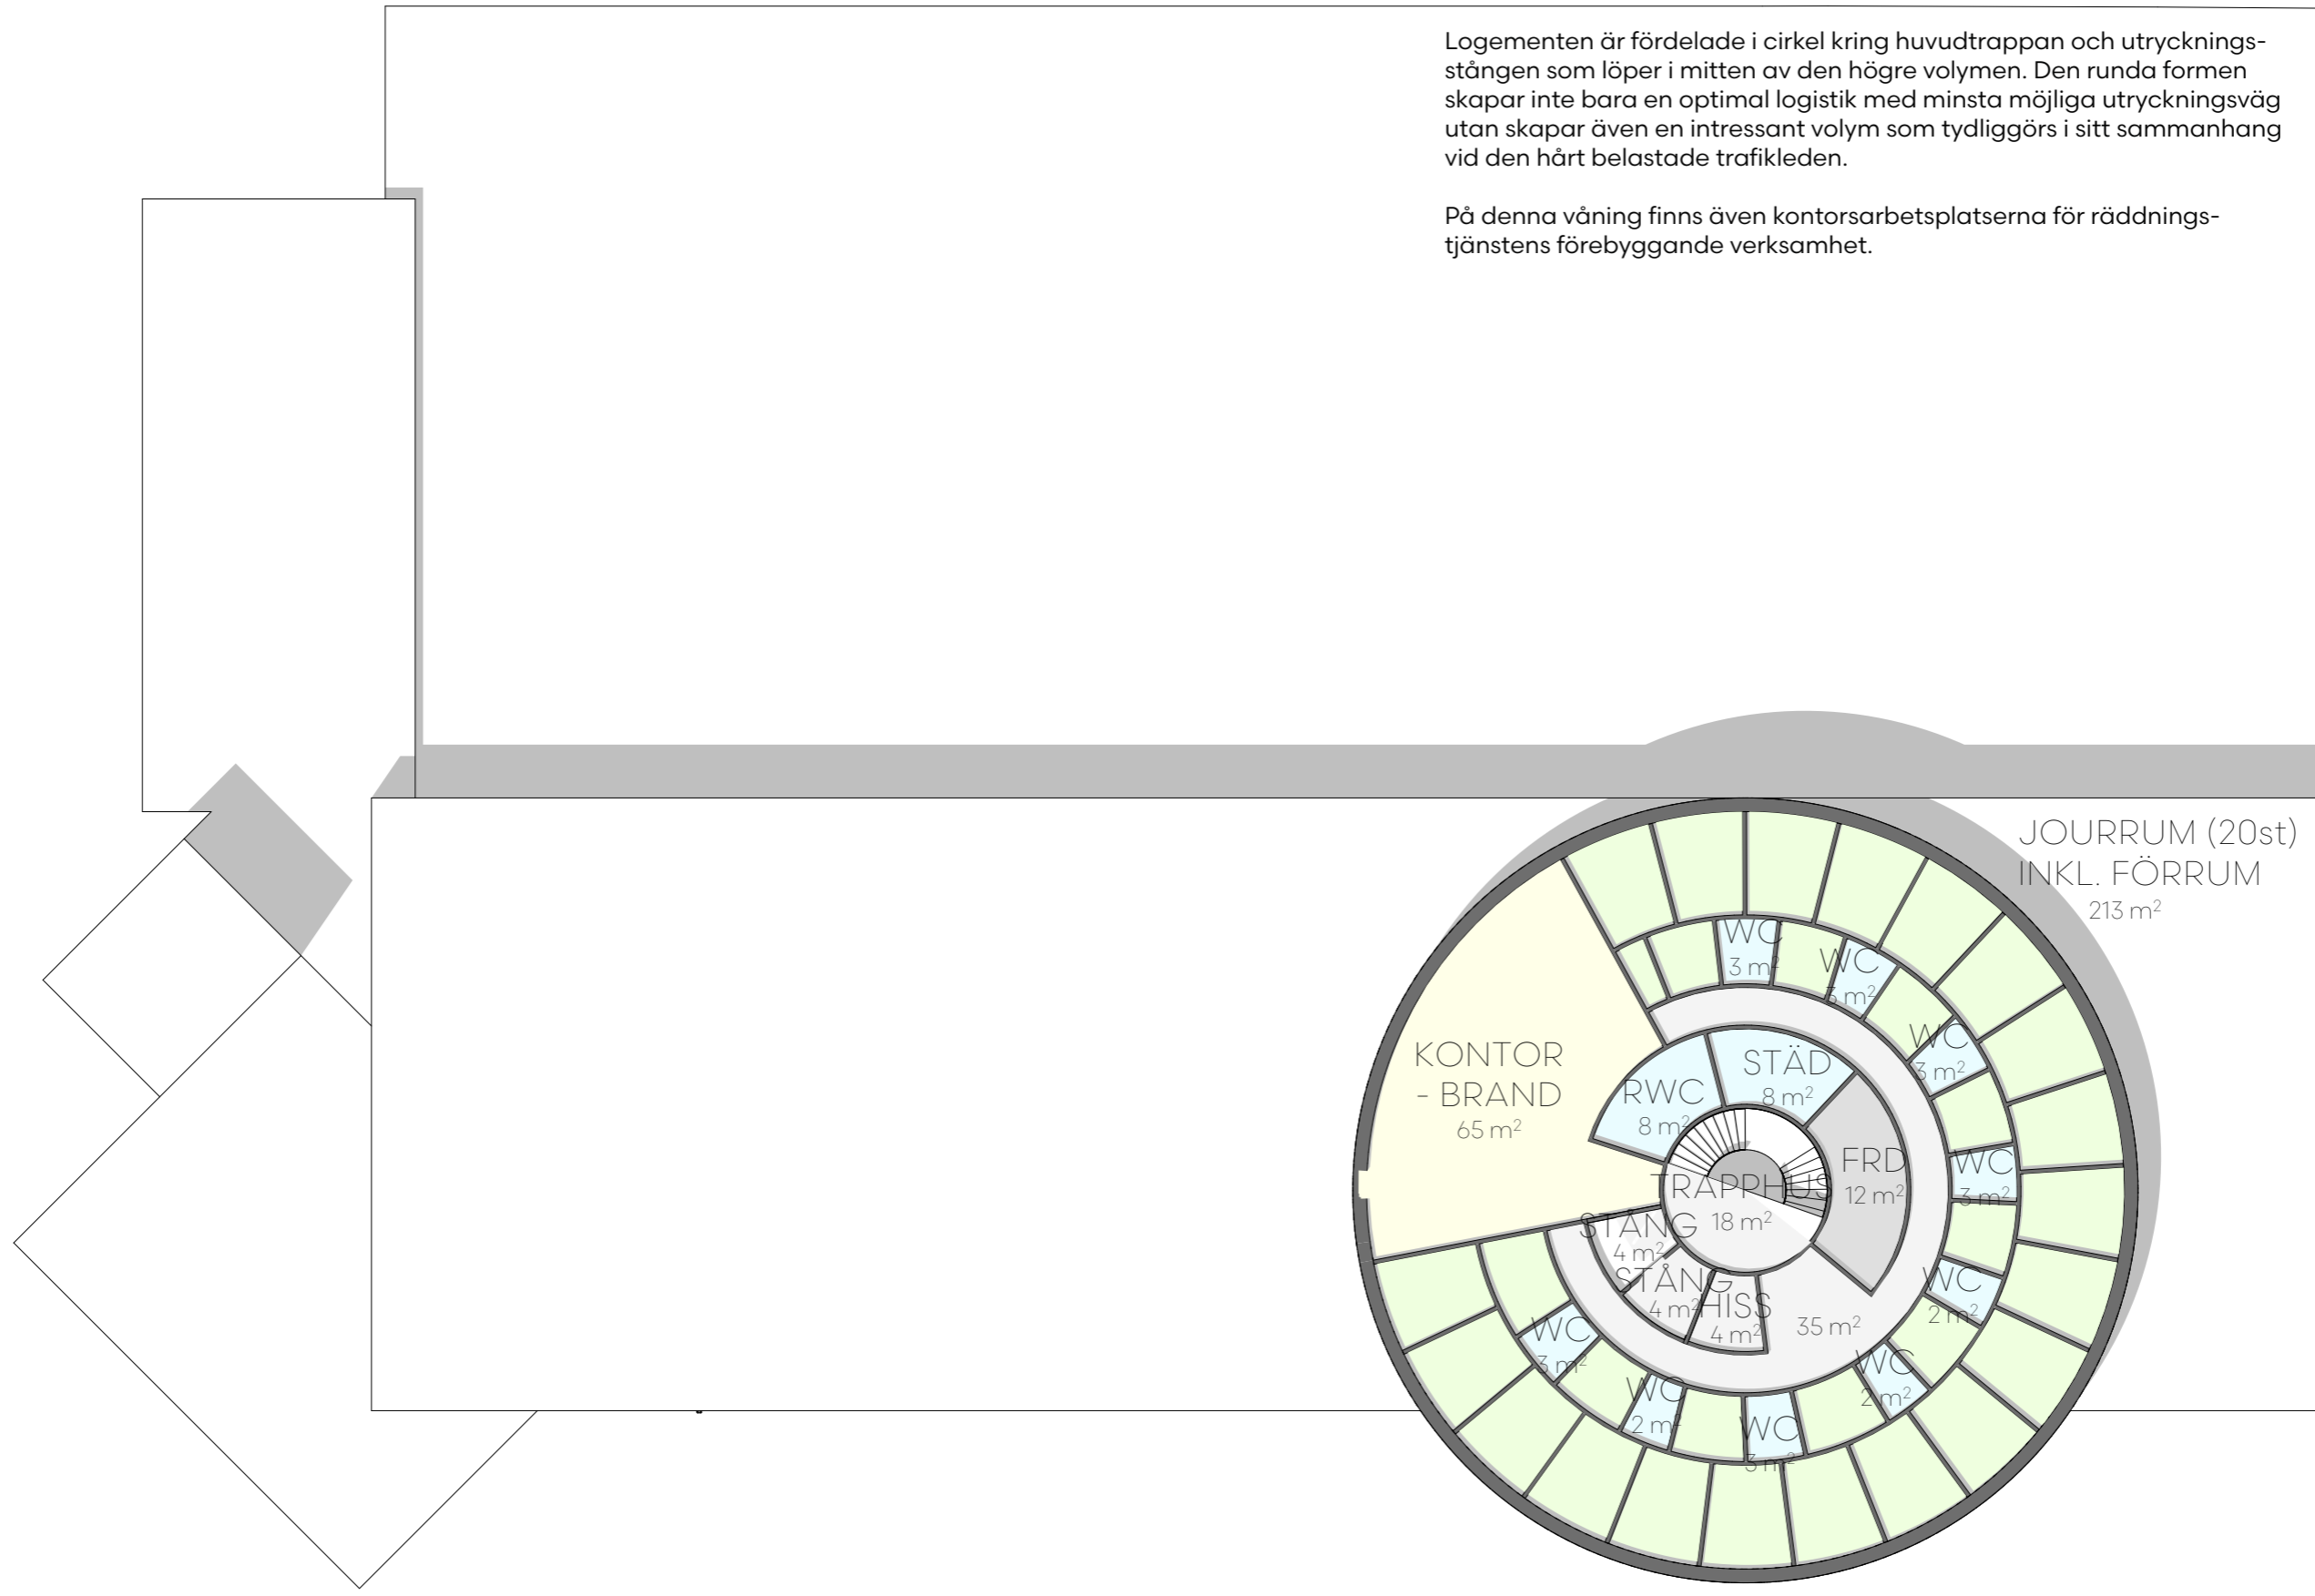 Logementen är fördelade i cirkel kring huvudtrappan och utrycknings-
stången som löper i mitten av den högre volymen. Den runda formen
skapar inte bara en optimal logistik med minsta möjliga utryckningsväg
utan skapar även en intressant volym som tydliggörs i sitt sammanhang
vid den hårt belastade trafikleden.
På denna våning finns även kontorsarbetsplatserna för räddnings-
tjänstens förebyggande verksamhet.
JOURRUM (20st)
INKL. FÖRRUM
213 m²
WC
3 m²
WC
3 m²
WC
3 m²
KONTOR
- BRAND
65 m²
RWC
8 m²
STÄD
8 m²
FRD
12 m²
WC
3 m²
TRAPPHUS
18 m²
STÅNG
4 m²
STÅNG
4 m²
HISS
4 m²
35 m²
WC
2 m²
WC
3 m²
WC
2 m²
WC
2 m²
WC
3 m²